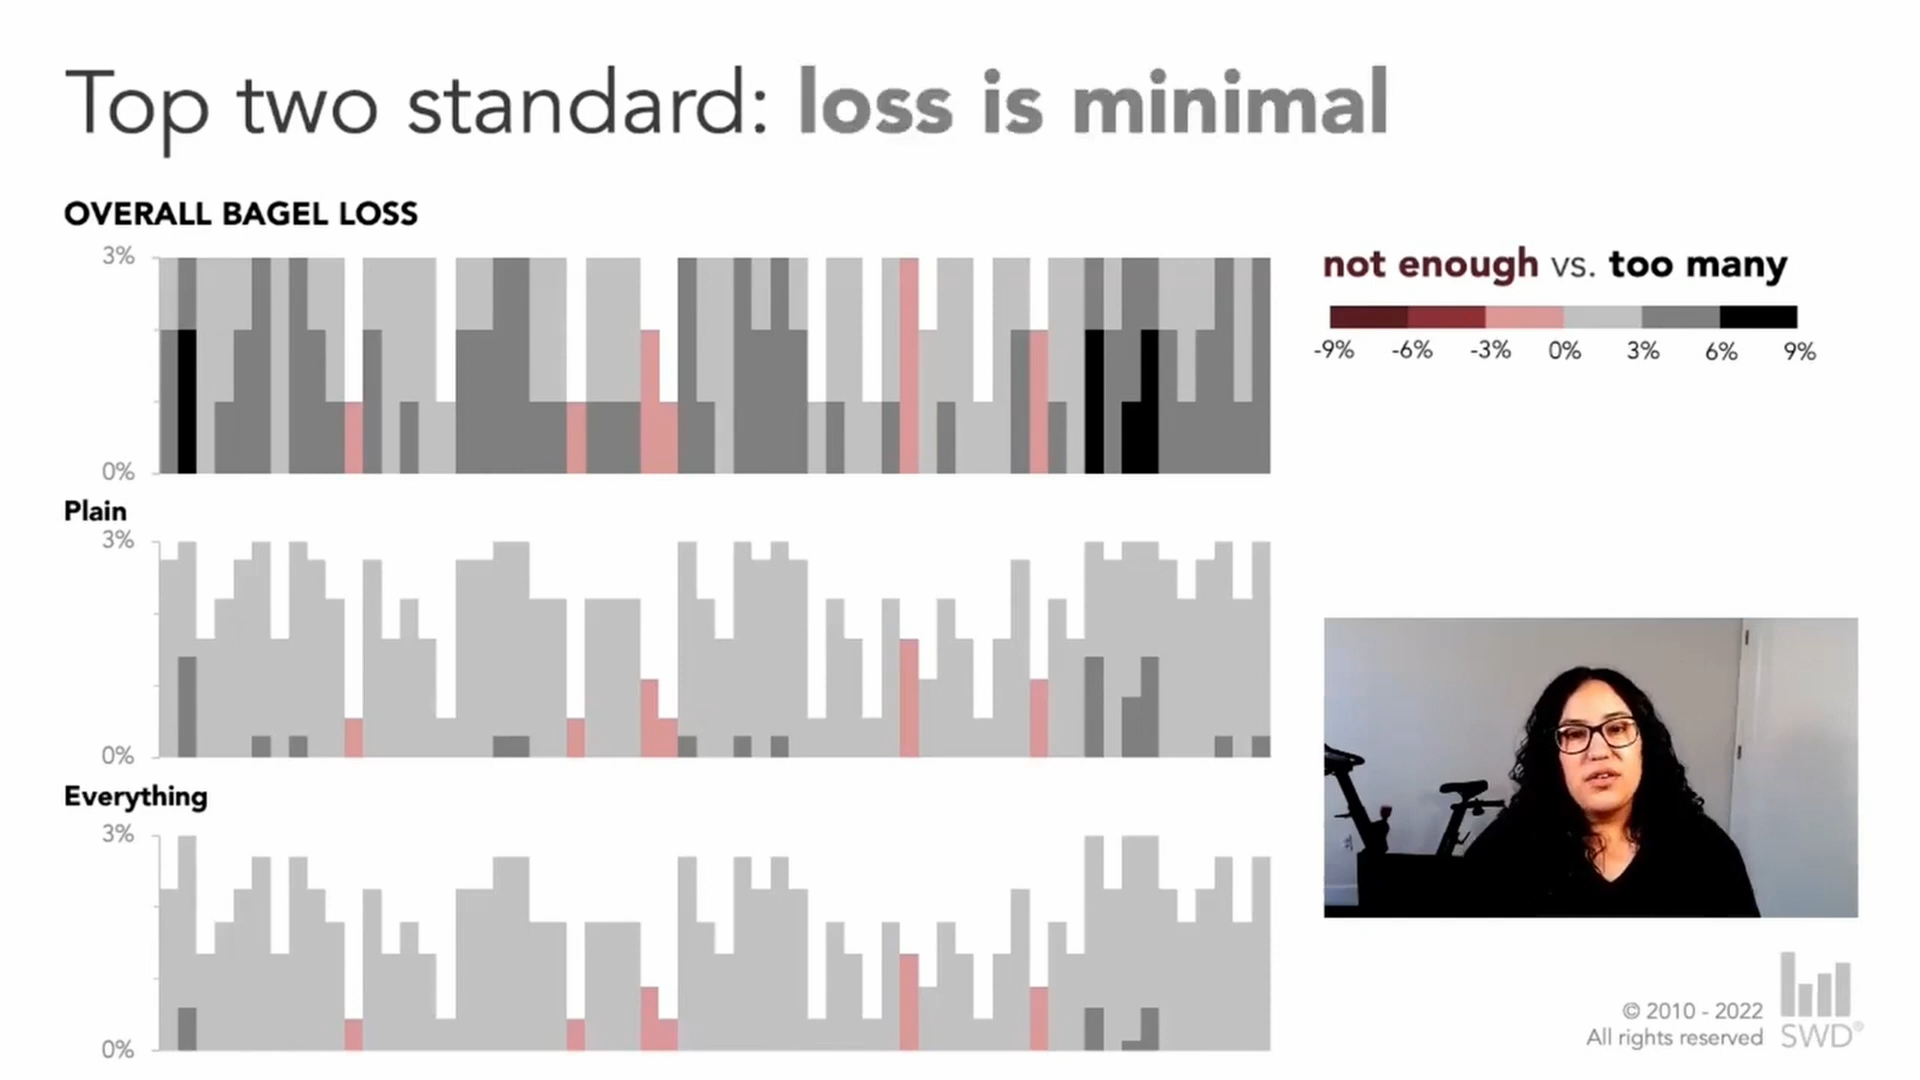 Top two standard: loss is minimal
OVERALL BAGEL LOSS
3%
0%
not enough vs. too many
-9% -6% -3% 0% 3% 6% 9%
Plain
3%
0%
Everything
3%
0%
© 2010 - 2022
All rights reserved
SWD®